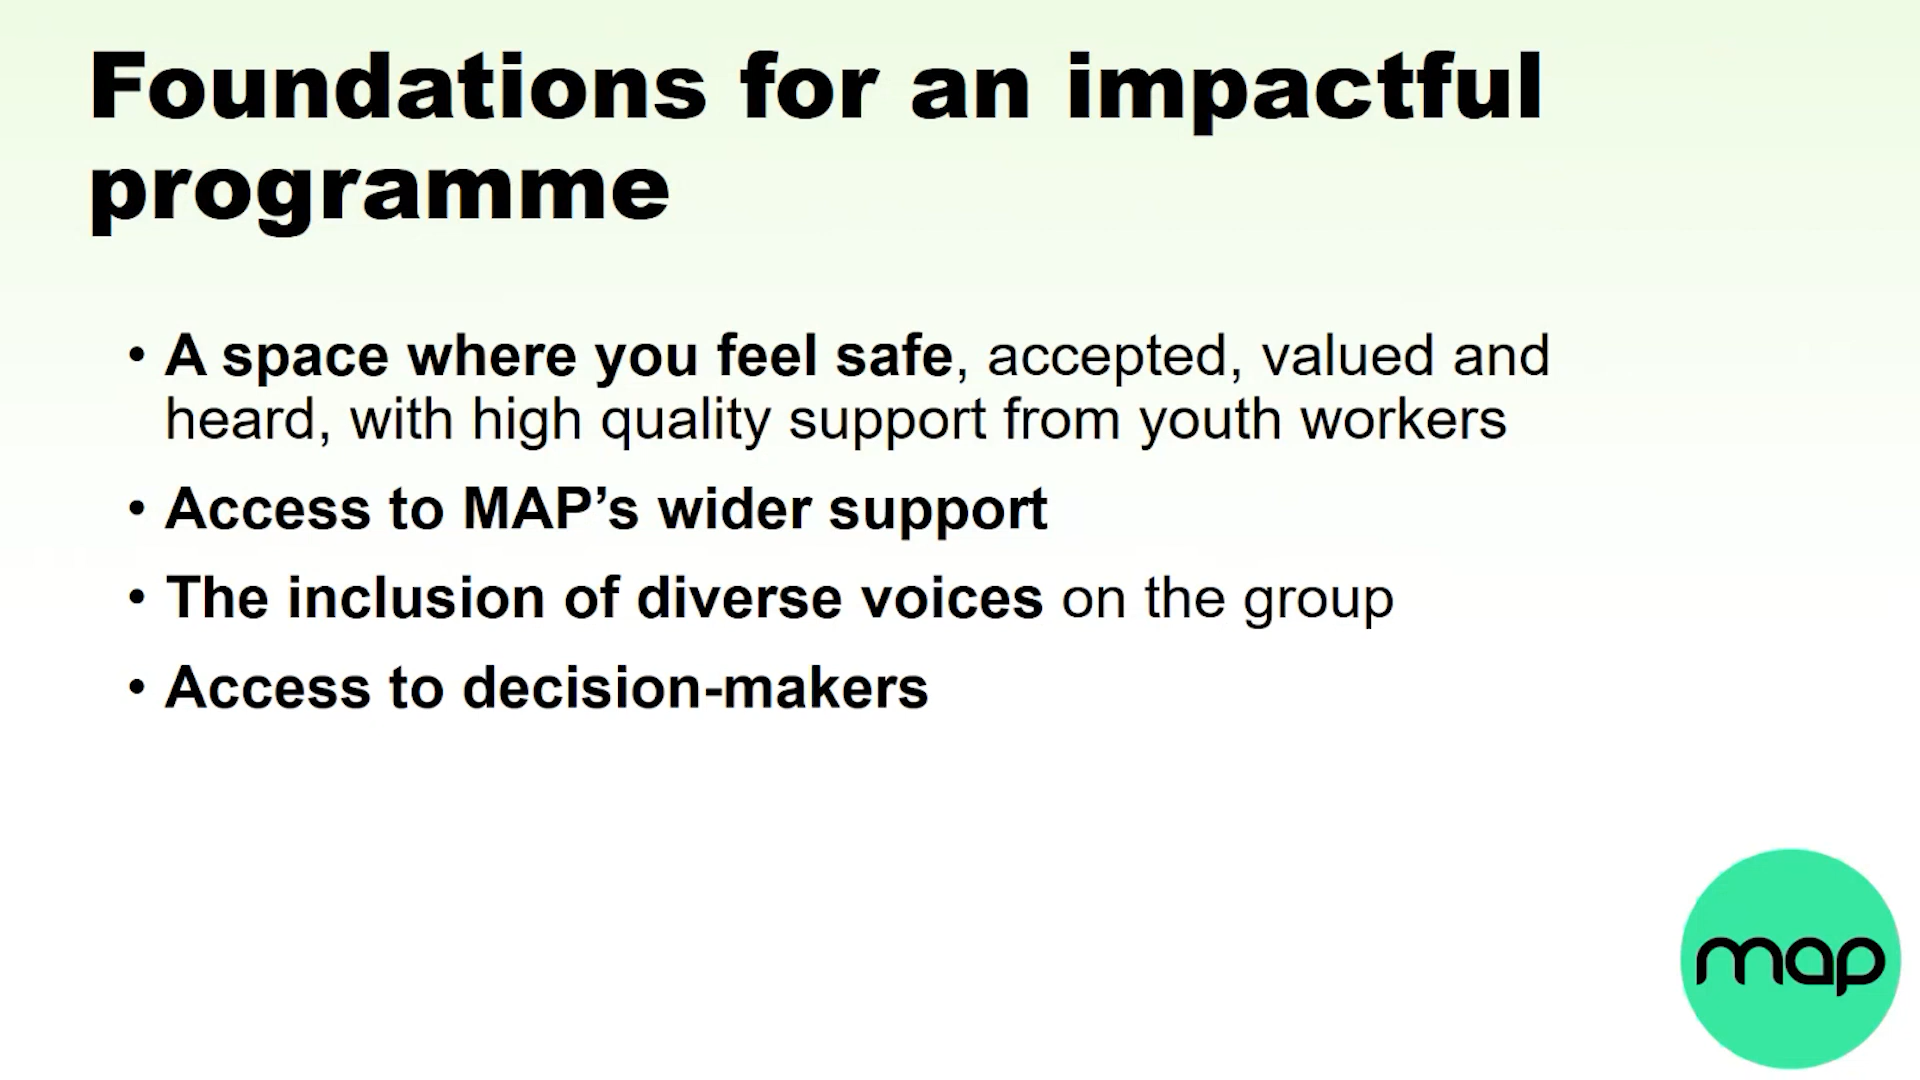 Foundations for an impactful
programme
• A space where you feel safe, accepted, valued and
heard, with high quality support from youth workers
• Access to MAP’s wider support
• The inclusion of diverse voices on the group
• Access to decision-makers
map